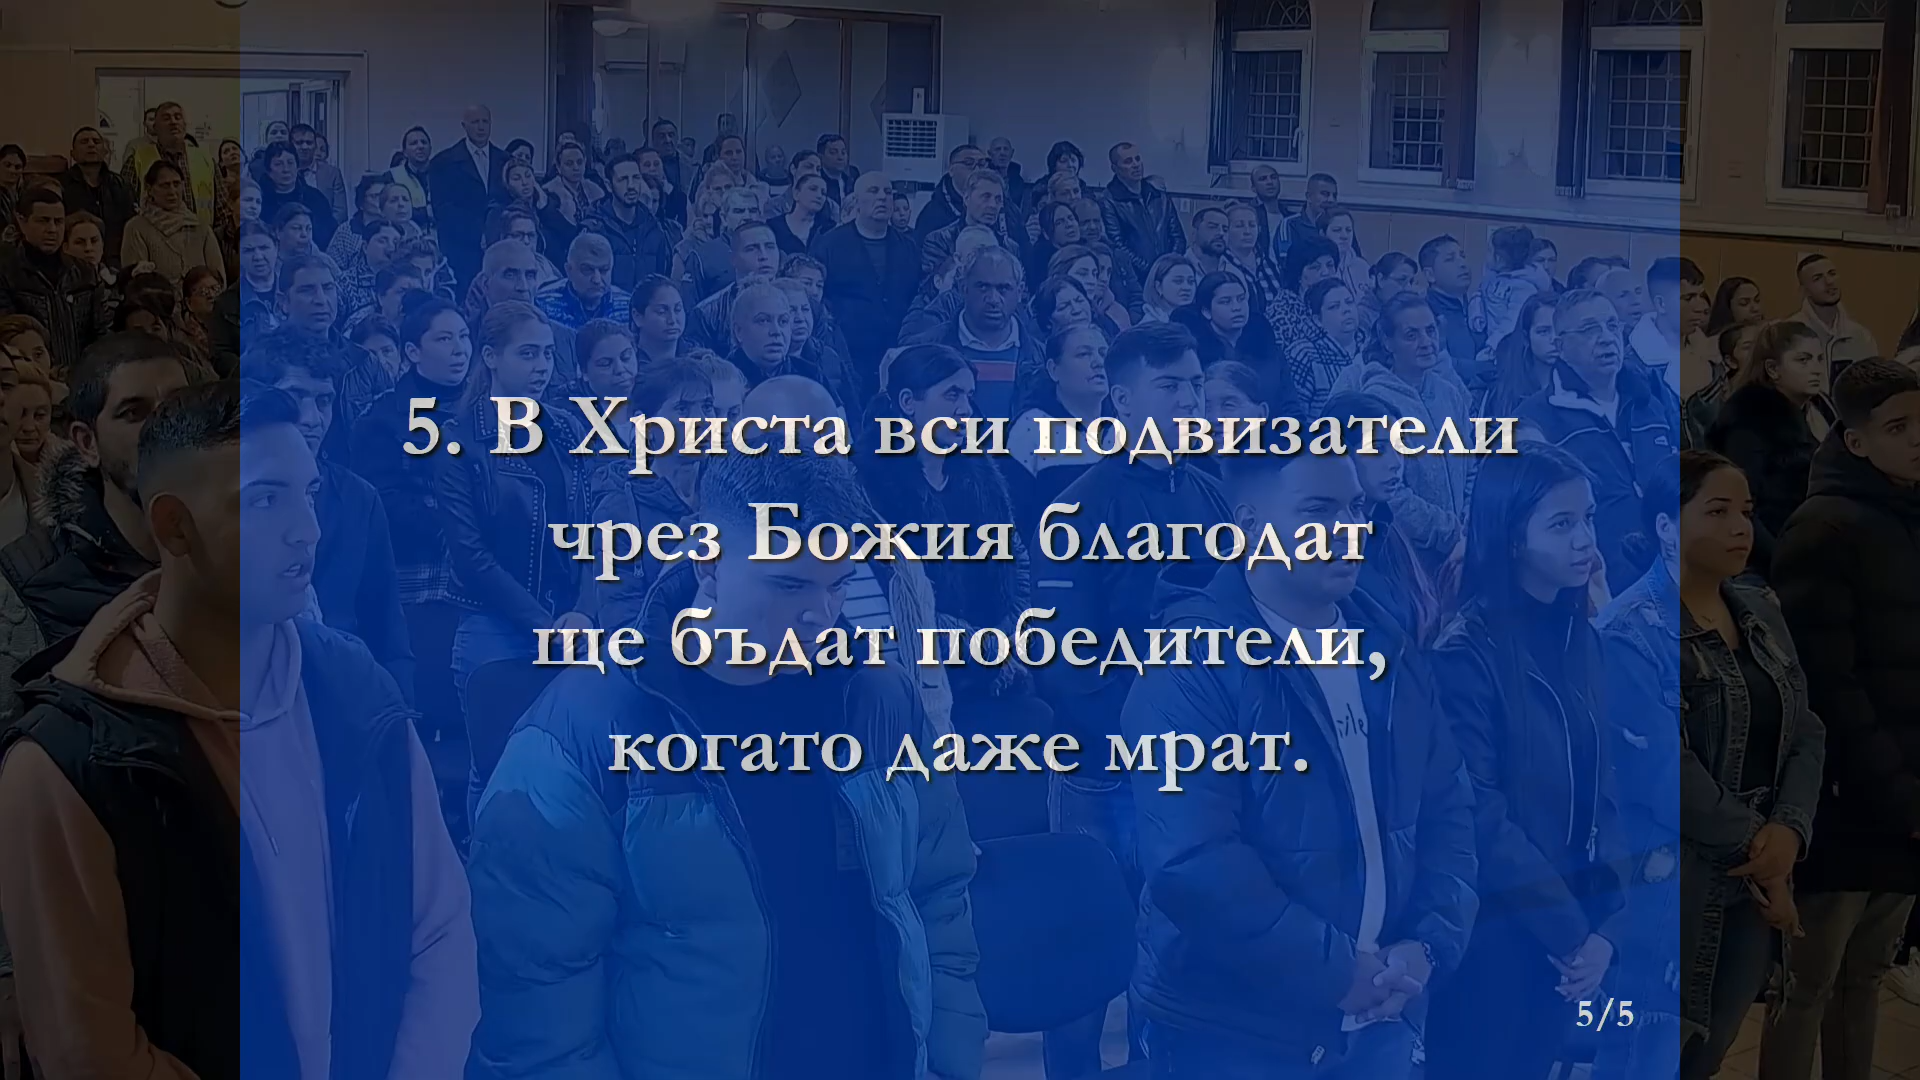 5. В Христа вси подвизатели
чрез Божия благодат
ще бъдат победители,
когато даже мрат.
5/5